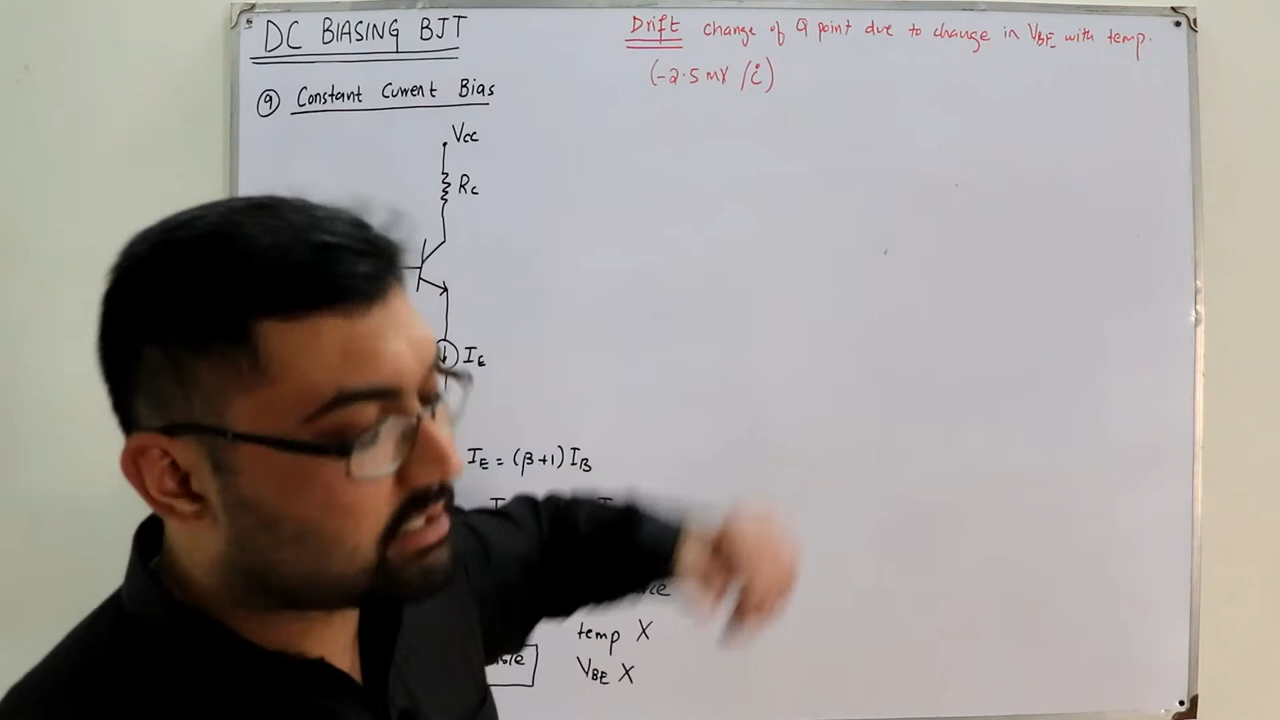 DC BIASING BJT
Drift change of Q point due to change in VBE with temp.
(-2.5 mV /°C)
9 Constant Current Bias
Vcc
Rc
IE
IE = (β+1) IB
temp X
VBE X